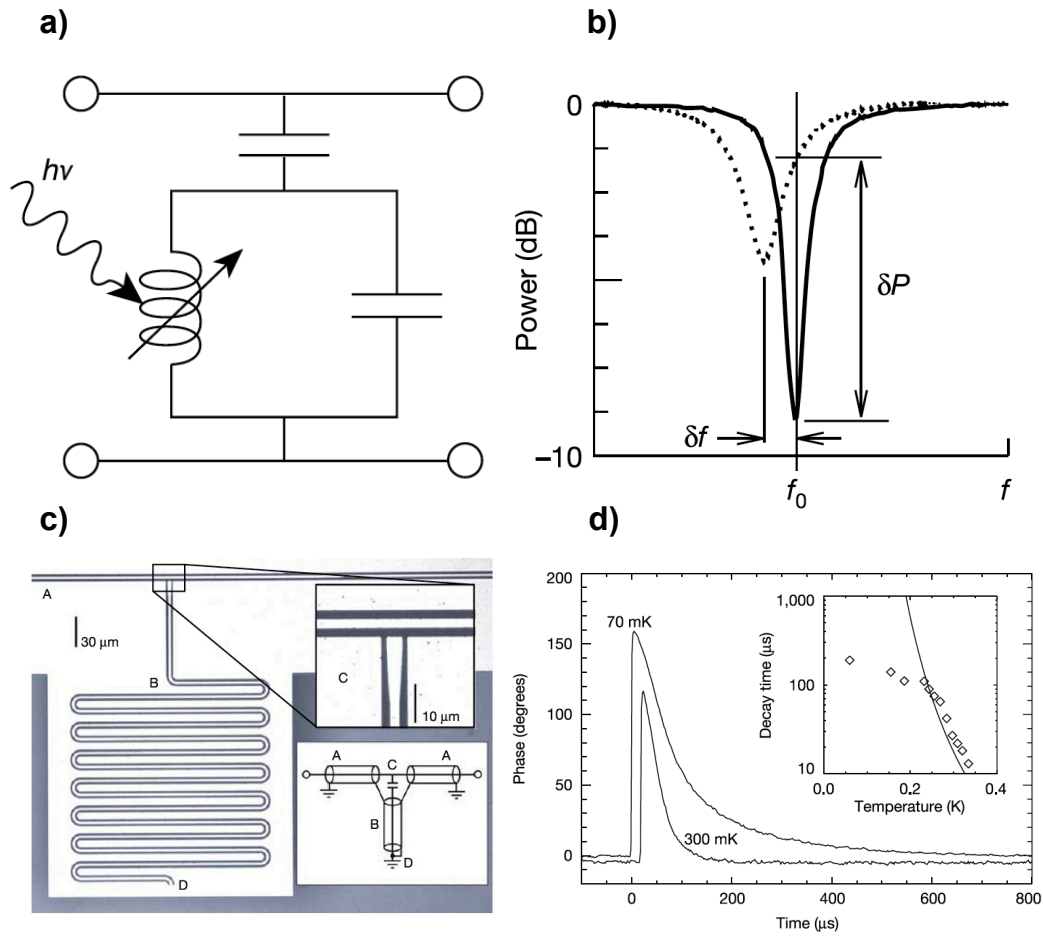 a)
hν
b)
0
Power (dB)
δP
δf
−10
f0
f
c)
A
30 μm
B
C
10 μm
A
C
A
B
D
D
d)
200
150
100
50
0
Phase (degrees)
70 mK
300 mK
0
200
400
600
800
Time (μs)
1,000
100
10
Decay time (μs)
0.0
0.2
0.4
Temperature (K)